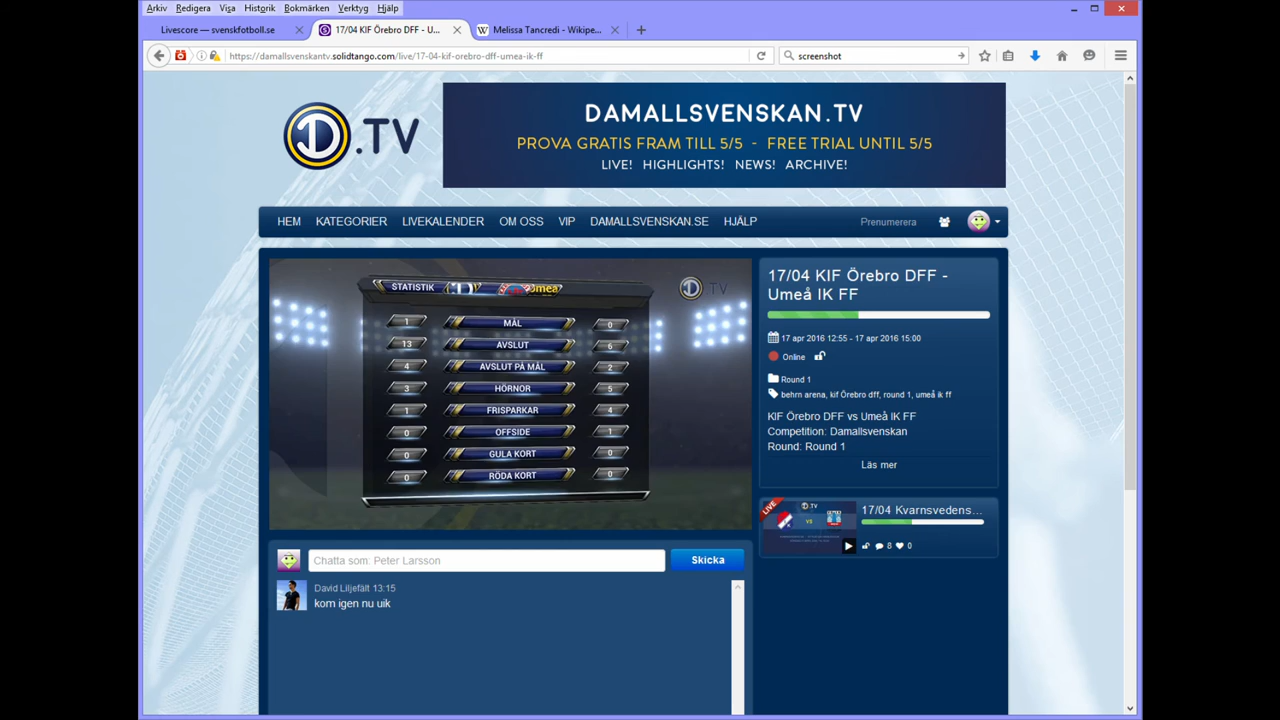 Arkiv Redigera Visa Historik Bokmärken Verktyg Hjälp
Livescore — svenskfotboll.se
17/04 KIF Örebro DFF - U...
Melissa Tancredi - Wikipe...
https://damallsvenskantv.solidtango.com/live/17-04-kif-orebro-dff-umea-ik-ff
screenshot
D.TV
DAMALLSVENSKAN.TV
PROVA GRATIS FRAM TILL 5/5 - FREE TRIAL UNTIL 5/5
LIVE! HIGHLIGHTS! NEWS! ARCHIVE!
HEM KATEGORIER LIVEKALENDER OM OSS VIP DAMALLSVENSKAN.SE HJÄLP Prenumerera
STATISTIK
D TV
1 MÅL 0
13 AVSLUT 6
4 AVSLUT PÅ MÅL 2
3 HÖRNOR 5
1 FRISPARKAR 4
0 OFFSIDE 1
0 GULA KORT 0
0 RÖDA KORT 0
17/04 KIF Örebro DFF -
Umeå IK FF
17 apr 2016 12:55 - 17 apr 2016 15:00
Online
Round 1
behrn arena, kif Örebro dff, round 1, umeå ik ff
KIF Örebro DFF vs Umeå IK FF
Competition: Damallsvenskan
Round: Round 1
Läs mer
LIVE
D.TV
VS
17/04 Kvarnsvedens...
8 0
Chatta som: Peter Larsson
Skicka
David Liljefält 13:15
kom igen nu uik